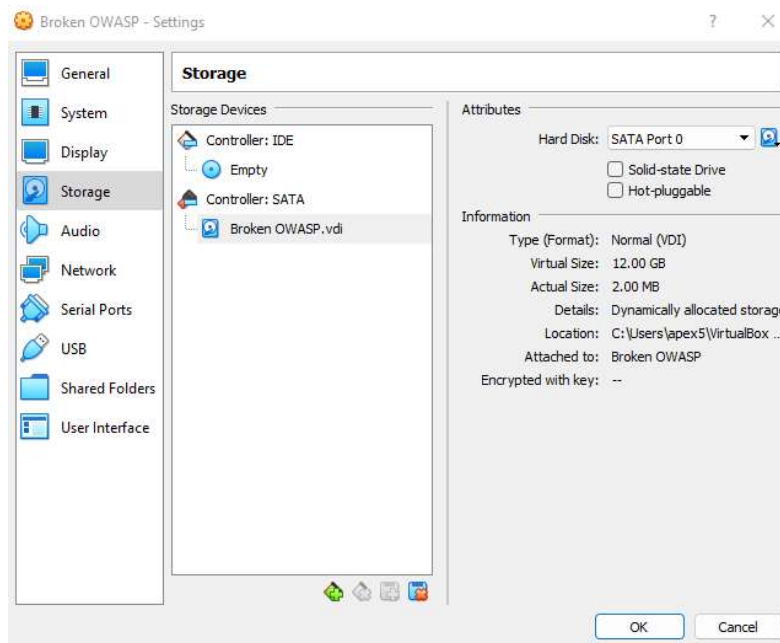 Broken OWASP - Settings
?
General
System
Display
Storage
Audio
Network
Serial Ports
USB
Shared Folders
User Interface
Storage
Storage Devices
Controller: IDE
Empty
Controller: SATA
Broken OWASP.vdi
Attributes
Hard Disk: SATA Port 0
Solid-state Drive
Hot-pluggable
Information
Type (Format): Normal (VDI)
Virtual Size: 12.00 GB
Actual Size: 2.00 MB
Details: Dynamically allocated storage
Location: C:\Users\apex5\VirtualBox ...
Attached to: Broken OWASP
Encrypted with key: --
OK
Cancel